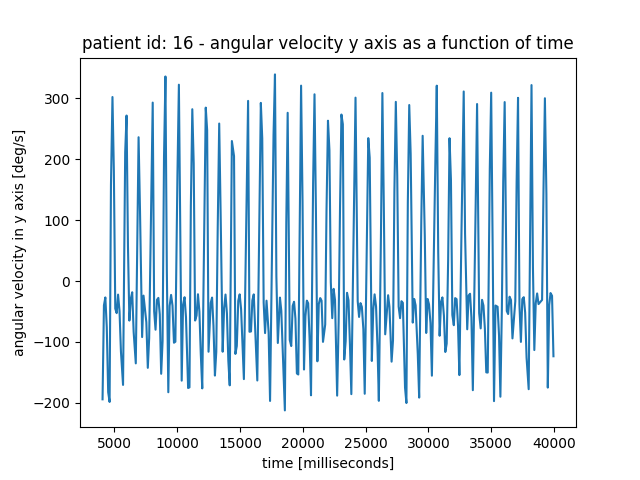 patient id: 16 - angular velocity y axis as a function of time
angular velocity in y axis [deg/s]
300
200
100
0
−100
−200
5000 10000 15000 20000 25000 30000 35000 40000
time [milliseconds]